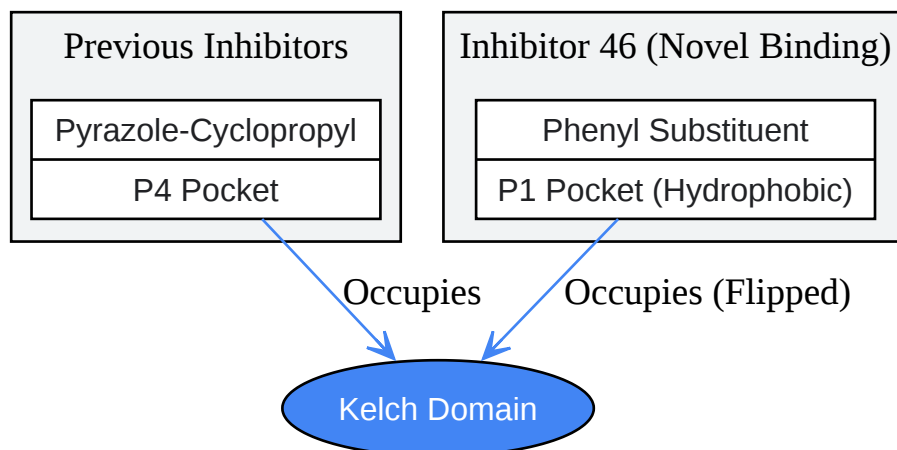 Previous Inhibitors
Pyrazole-Cyclopropyl
P4 Pocket
Inhibitor 46 (Novel Binding)
Phenyl Substituent
P1 Pocket (Hydrophobic)
Occupies
Occupies (Flipped)
Kelch Domain